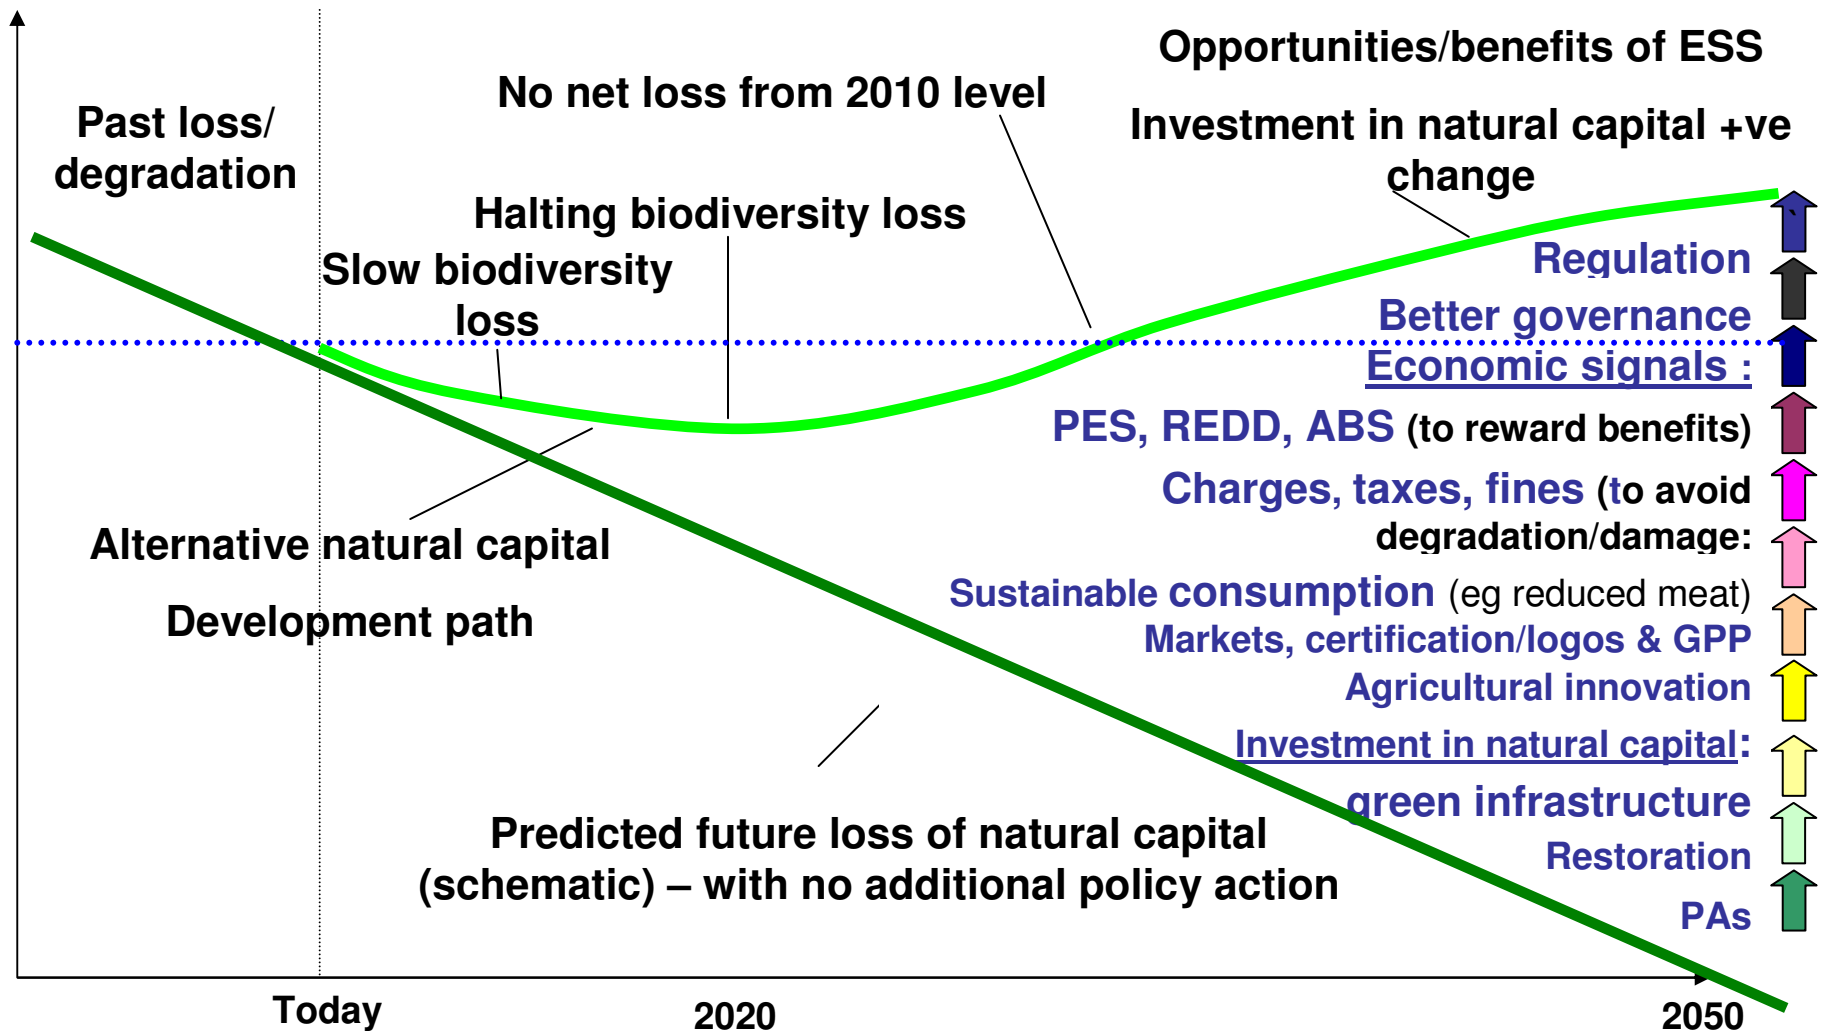 Opportunities/benefits of ESS
No net loss from 2010 level
Past loss/
degradation
Investment in natural capital +ve
change
Halting biodiversity loss
Slow biodiversity
loss
Regulation
Better governance
Economic signals :
PES, REDD, ABS (to reward benefits)
Charges, taxes, fines (to avoid
degradation/damage:
Alternative natural capital
Development path
Sustainable consumption (eg reduced meat)
Markets, certification/logos & GPP
Agricultural innovation
Investment in natural capital:
green infrastructure
Predicted future loss of natural capital
(schematic) – with no additional policy action
Restoration
PAs
Today
2020
2050